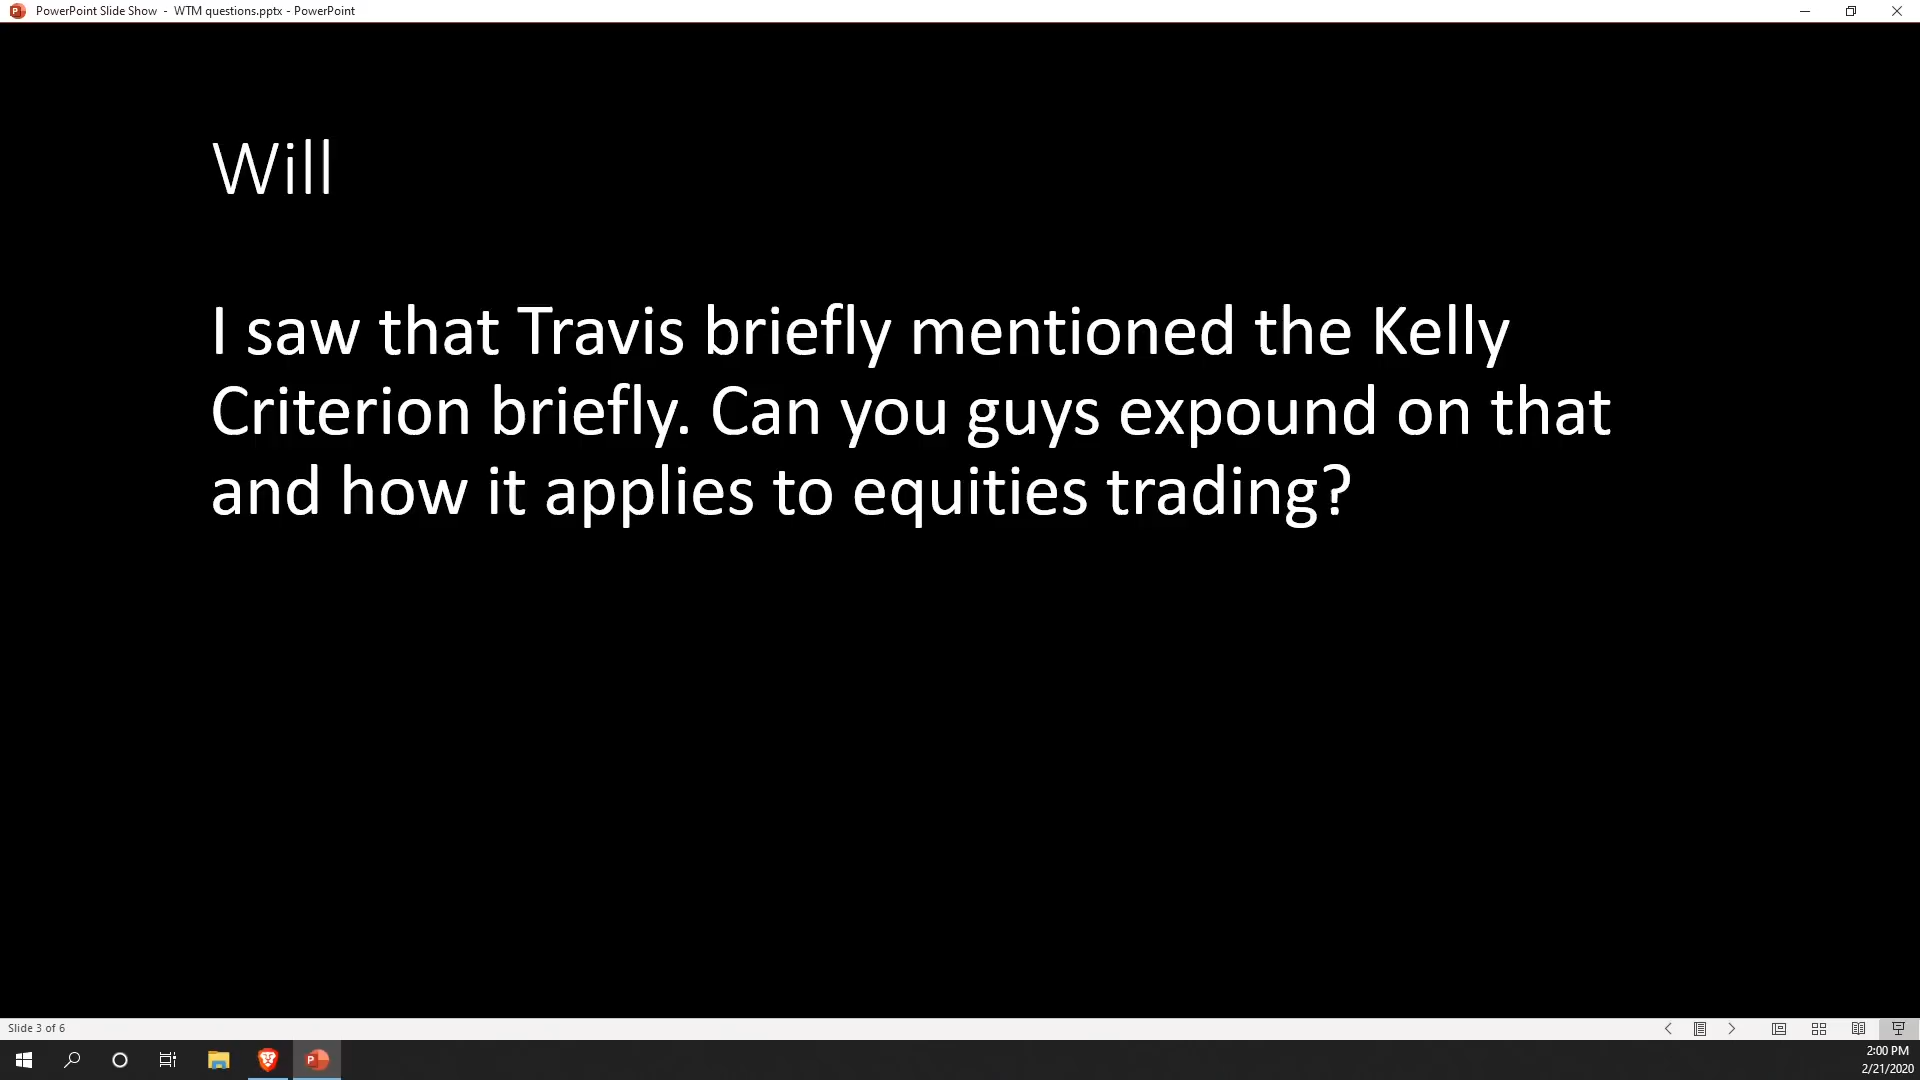 PowerPoint Slide Show - WTM questions.pptx - PowerPoint
Will
I saw that Travis briefly mentioned the Kelly
Criterion briefly. Can you guys expound on that
and how it applies to equities trading?
Slide 3 of 6
2:00 PM
2/21/2020